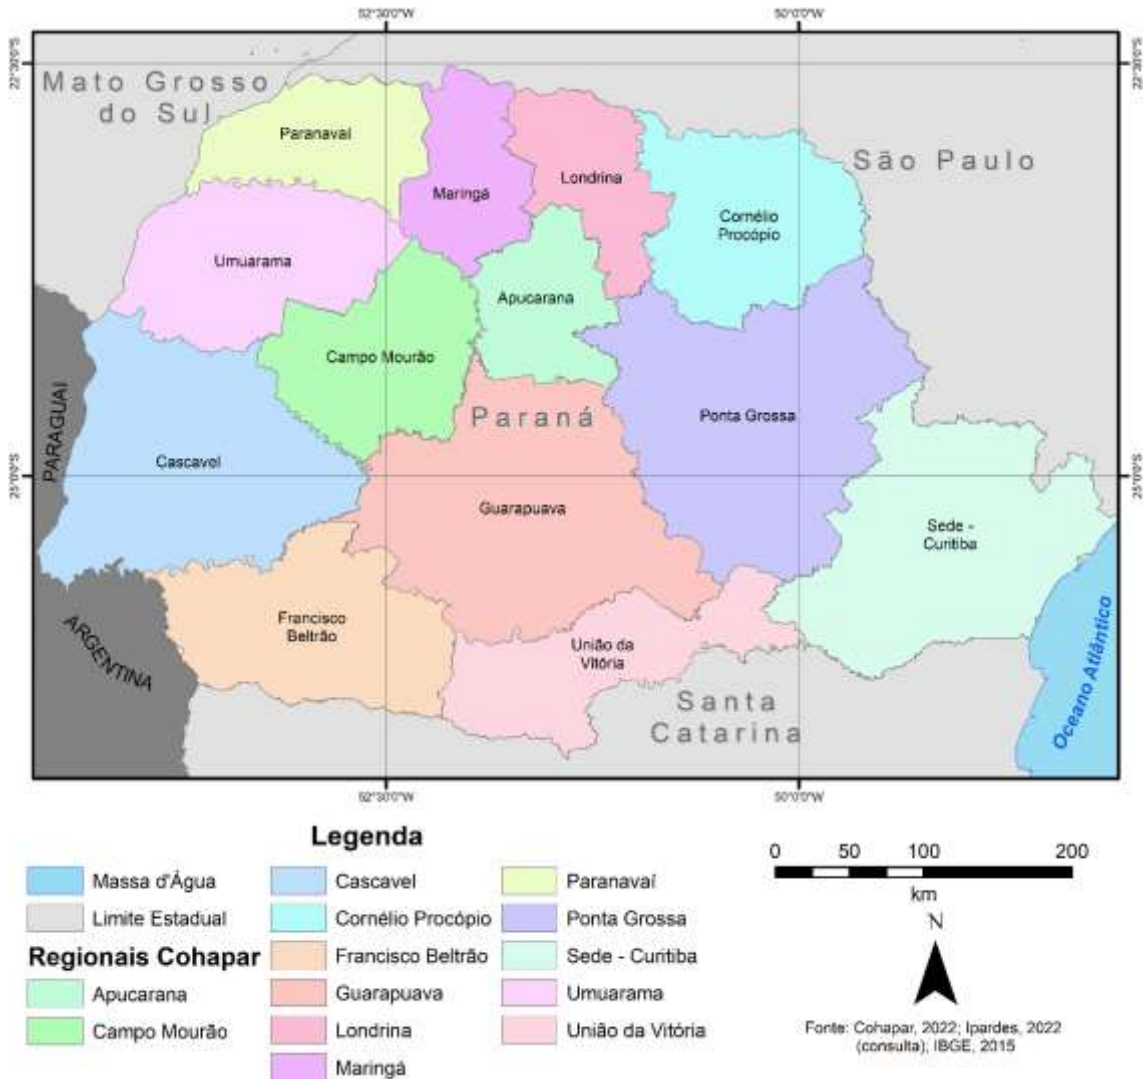 52°30'0"W
50°0'0"W
22°30'0"S
22°30'0"S
Mato Grosso
do Sul
Paranavaí
São Paulo
Maringá
Londrina
Cornélio
Procópio
Umuarama
Apucarana
Campo Mourão
PARAGUAI
Paraná
Ponta Grossa
Cascavel
25°0'0"S
25°0'0"S
Guarapuava
Sede -
Curitiba
Francisco
Beltrão
ARGENTINA
União da
Vitória
Oceano Atlântico
Santa
Catarina
52°30'0"W
50°0'0"W
Legenda
Massa d'Água
Limite Estadual
Regionais Cohapar
Apucarana
Campo Mourão
Cascavel
Cornélio Procópio
Francisco Beltrão
Guarapuava
Londrina
Maringá
Paranavaí
Ponta Grossa
Sede - Curitiba
Umuarama
União da Vitória
0 50 100 200
km
N
Fonte: Cohapar, 2022; Ipardes, 2022
(consulta); IBGE, 2015